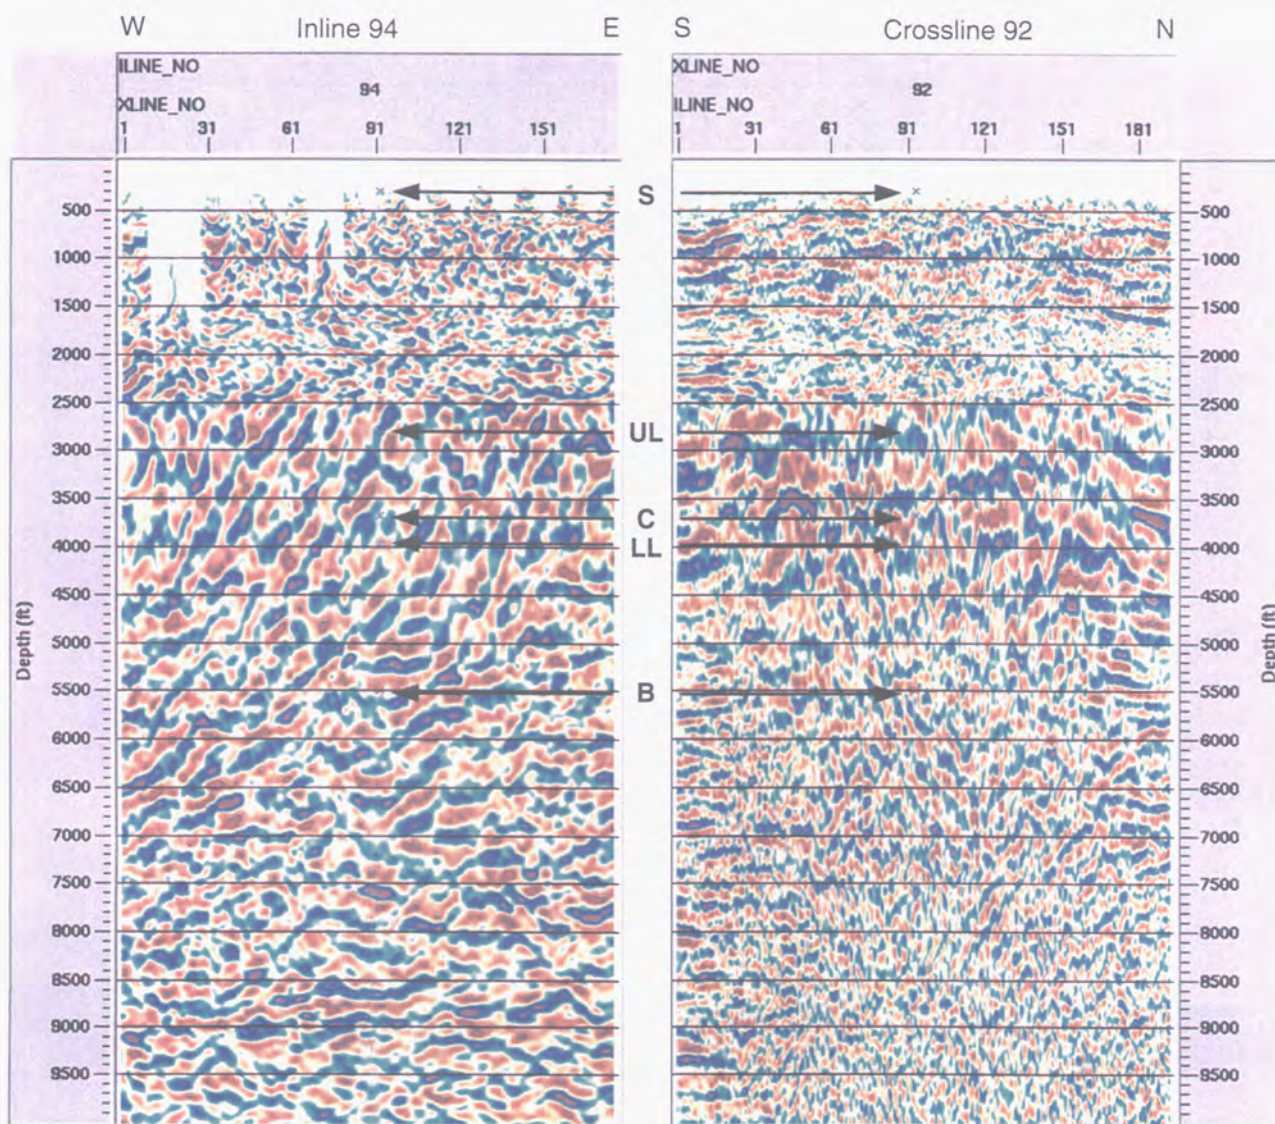 W Inline 94 E
S Crossline 92 N
ILINE_NO
94
XLINE_NO
1 31 61 91 121 151
XLINE_NO
92
ILINE_NO
1 31 61 91 121 151 181
Depth (ft)
500
1000
1500
2000
2500
3000
3500
4000
4500
5000
5500
6000
6500
7000
7500
8000
8500
9000
9500
S
UL
C
LL
B
500
1000
1500
2000
2500
3000
3500
4000
4500
5000
5500
6000
6500
7000
7500
8000
8500
9000
9500
Depth (ft)